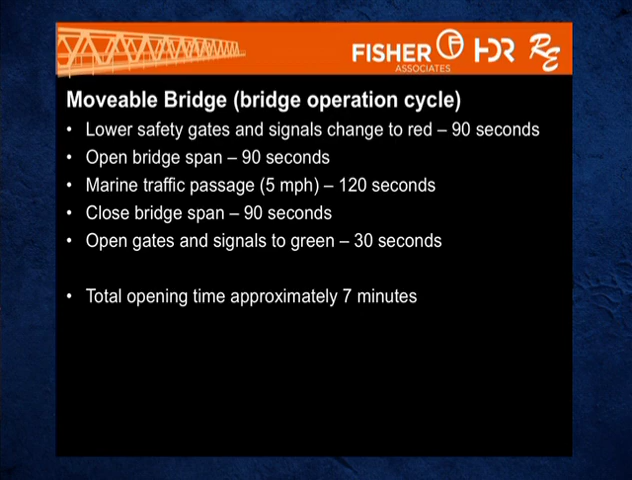 FISHER
ASSOCIATES
F
HDR
RE
Moveable Bridge (bridge operation cycle)
• Lower safety gates and signals change to red – 90 seconds
• Open bridge span – 90 seconds
• Marine traffic passage (5 mph) – 120 seconds
• Close bridge span – 90 seconds
• Open gates and signals to green – 30 seconds
• Total opening time approximately 7 minutes